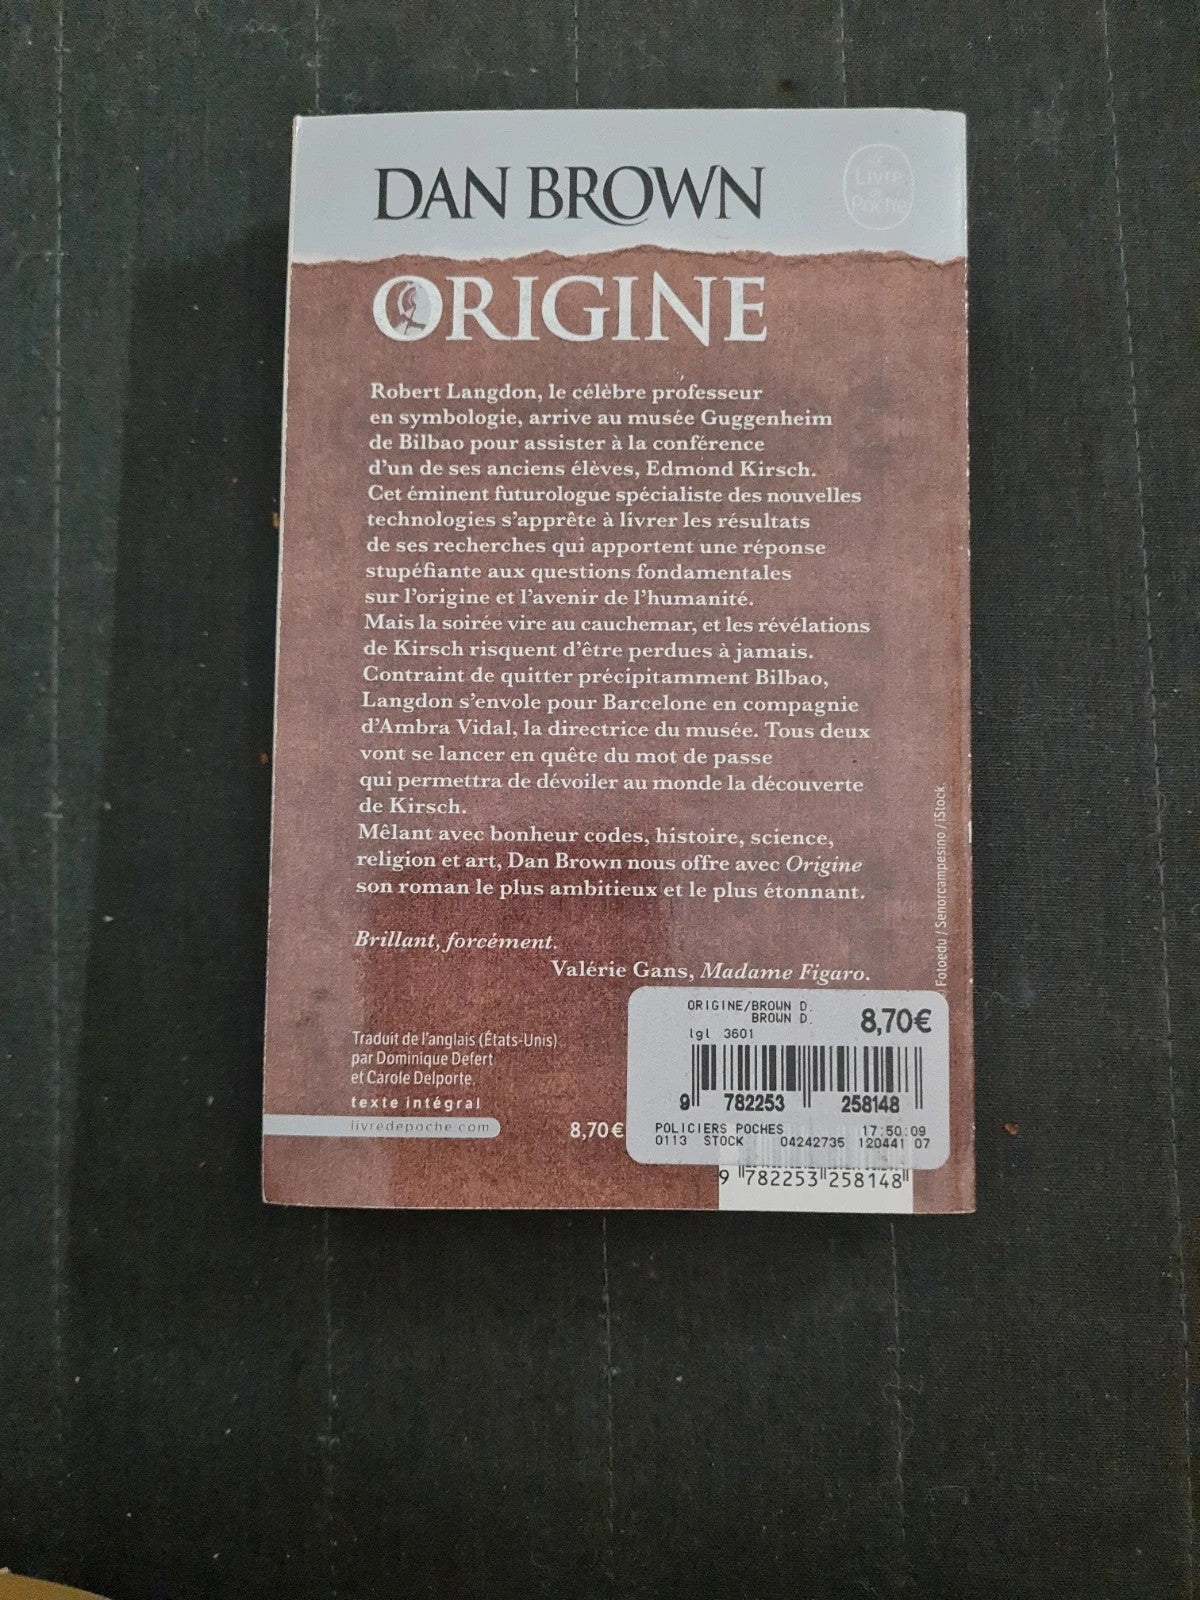 DAN BROWN
Le
Livre
de
Poche
ORIGINE
Robert Langdon, le célèbre professeur
en symbologie, arrive au musée Guggenheim
de Bilbao pour assister à la conférence
d'un de ses anciens élèves, Edmond Kirsch.
Cet éminent futurologue spécialiste des nouvelles
technologies s'apprête à livrer les résultats
de ses recherches qui apportent une réponse
stupéfiante aux questions fondamentales
sur l'origine et l'avenir de l'humanité.
Mais la soirée vire au cauchemar, et les révélations
de Kirsch risquent d'être perdues à jamais.
Contraint de quitter précipitamment Bilbao,
Langdon s'envole pour Barcelone en compagnie
d'Ambra Vidal, la directrice du musée. Tous deux
vont se lancer en quête du mot de passe
qui permettra de dévoiler au monde la découverte
de Kirsch.
Mêlant avec bonheur codes, histoire, science,
religion et art, Dan Brown nous offre avec Origine
son roman le plus ambitieux et le plus étonnant.
Brillant, forcément.
Valérie Gans, Madame Figaro.
Fotoedu / Senorcampesino / iStock.
Traduit de l'anglais (États-Unis)
par Dominique Defert
et Carole Delporte.
texte intégral
livredepoche.com
8,70 €
ORIGINE/BROWN D.
BROWN D.
8,70€
lgl 3601
9 782253 258148
POLICIERS POCHES 17:50:09
0113 STOCK 04242735 120441 07
9 782253 258148